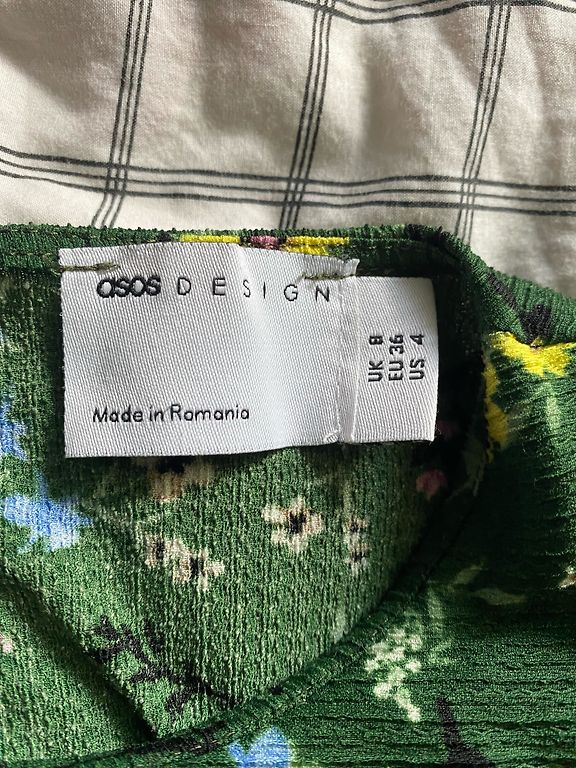 asos DESIGN
Made in Romania
UK 8
EU 36
US 4